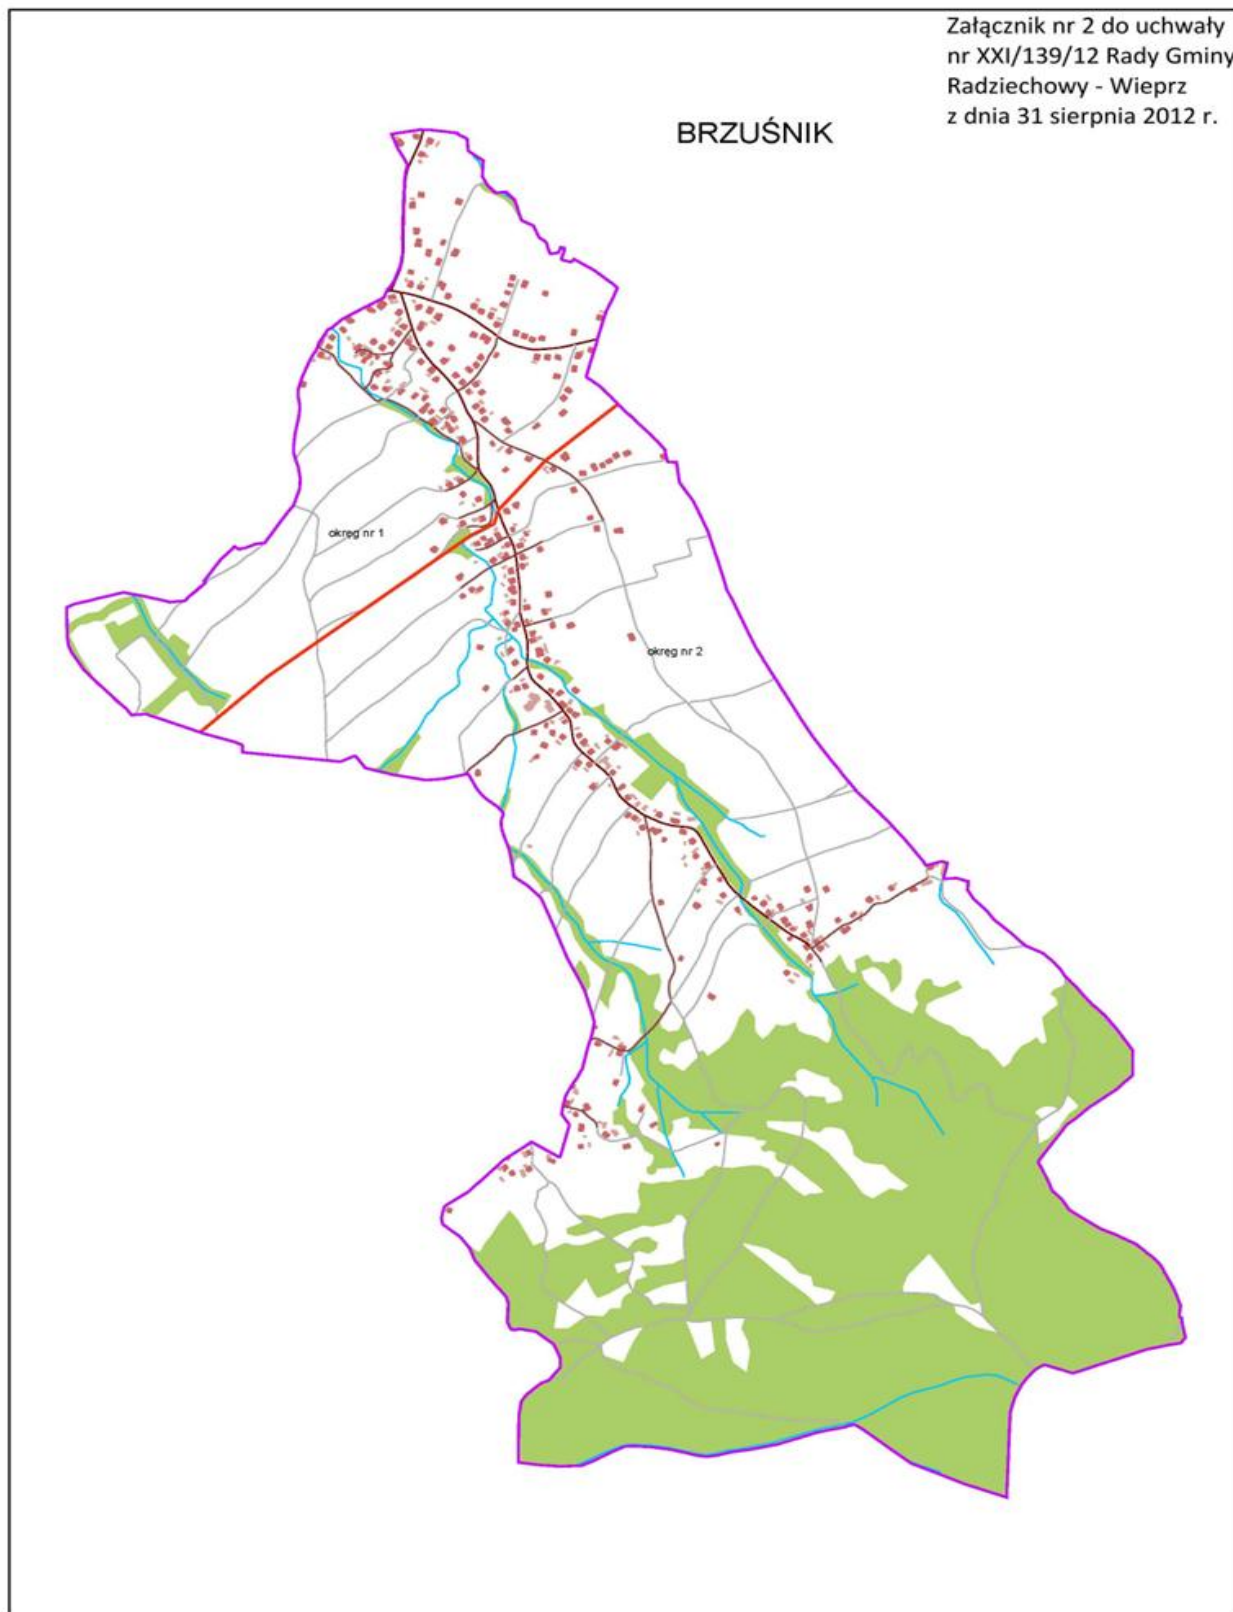 Załącznik nr 2 do uchwały
nr XXI/139/12 Rady Gminy
Radziechowy - Wieprz
z dnia 31 sierpnia 2012 r.
BRZUŚNIK
okręg nr 1
okręg nr 2